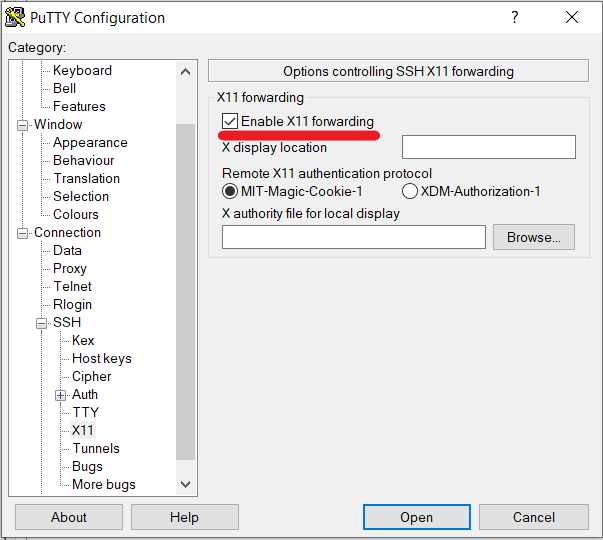 PuTTY Configuration
Category:
Keyboard
Bell
Features
Window
Appearance
Behaviour
Translation
Selection
Colours
Connection
Data
Proxy
Telnet
Rlogin
SSH
Kex
Host keys
Cipher
Auth
TTY
X11
Tunnels
Bugs
More bugs
Options controlling SSH X11 forwarding
X11 forwarding
Enable X11 forwarding
X display location
Remote X11 authentication protocol
MIT-Magic-Cookie-1 XDM-Authorization-1
X authority file for local display
Browse...
About Help Open Cancel